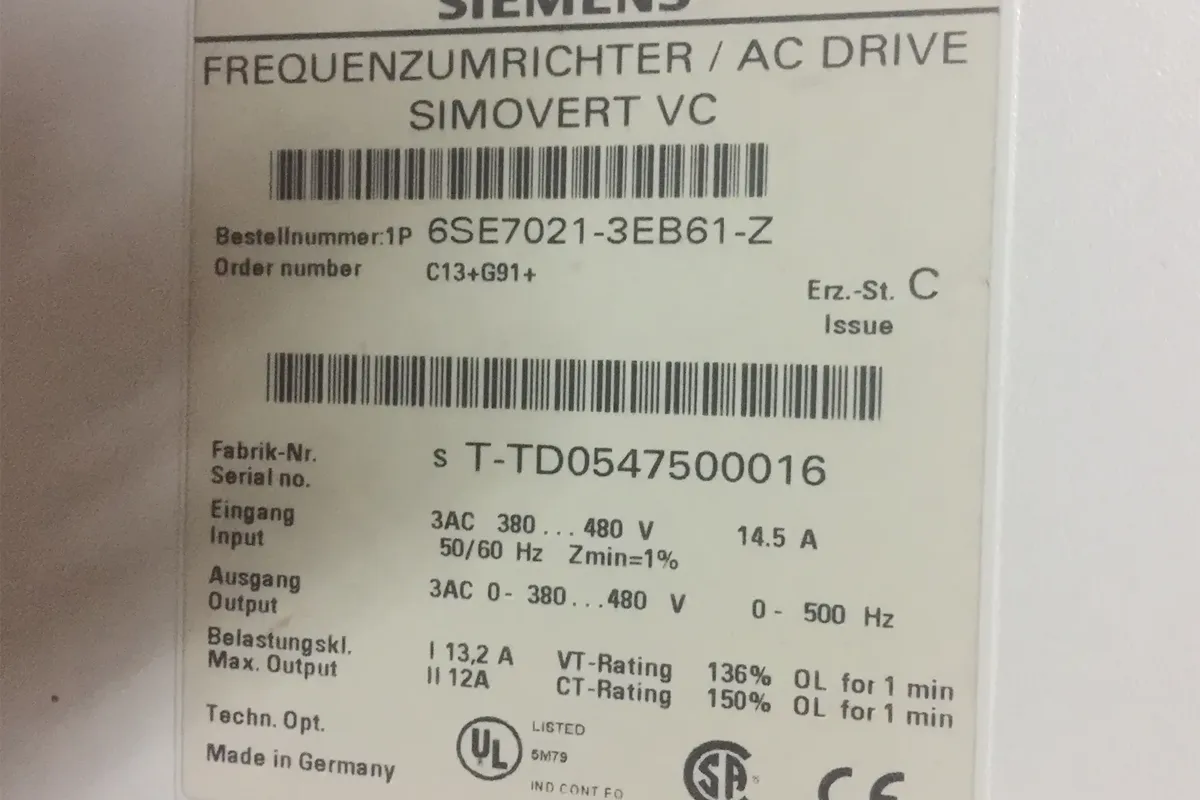 SIEMENS
FREQUENZUMRICHTER / AC DRIVE
SIMOVERT VC
Bestellnummer:1P 6SE7021-3EB61-Z
Order number C13+G91+
Erz.-St. C
Issue
Fabrik-Nr. S T-TD0547500016
Serial no.
Eingang 3AC 380...480 V 14.5 A
Input 50/60 Hz Zmin=1%
Ausgang 3AC 0- 380...480 V 0- 500 Hz
Output
Belastungskl. I 13,2 A VT-Rating 136% OL for 1 min
Max. Output II 12A CT-Rating 150% OL for 1 min
Techn. Opt.
Made in Germany
UL LISTED
5M79
IND CONT EQ
SA
CE